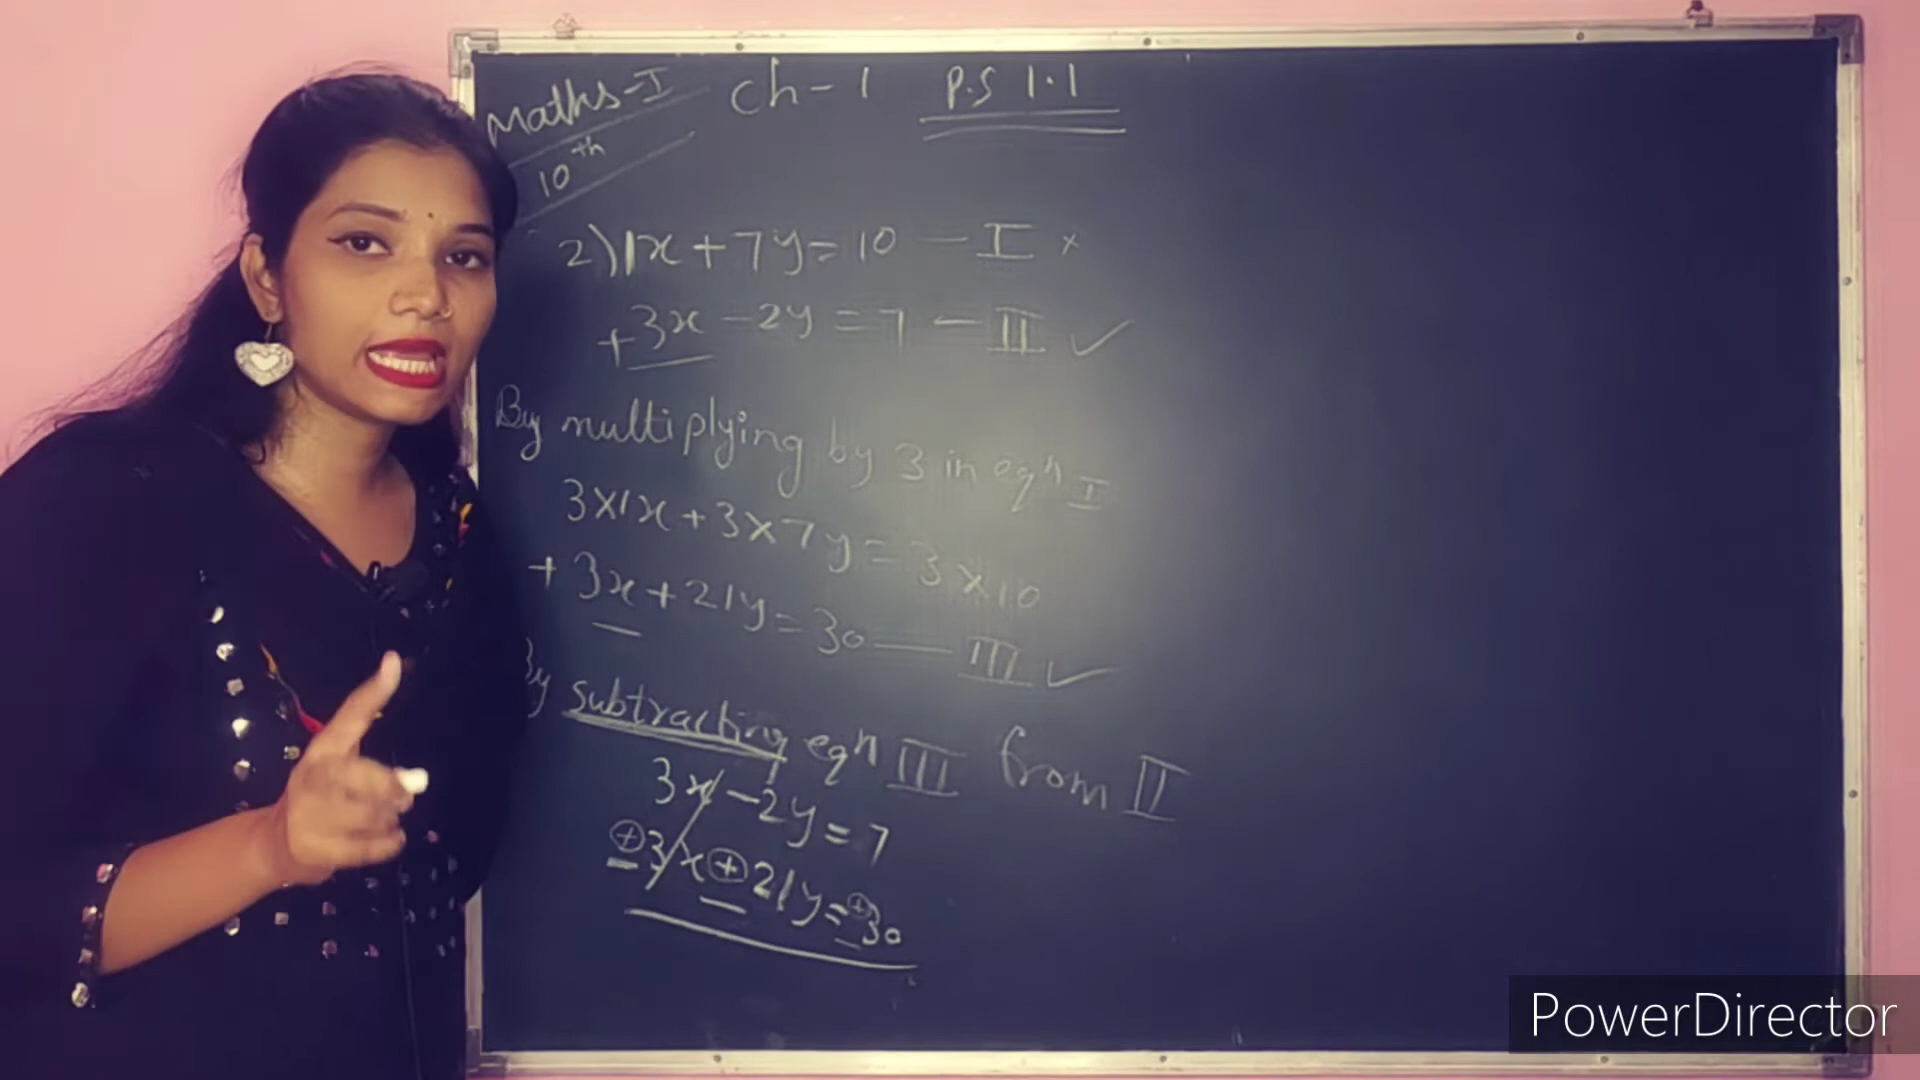 Maths-I
10th
Ch-1 P.S 1.1
2) 1x + 7y = 10 — I ×
+3x - 2y = 7 — II ✓
By multiplying by 3 in eqn I
3×1x + 3×7y = 3×10
+ 3x + 21y = 30 — III ✓
By subtracting eqn III from II
3x - 2y = 7
⊕3x ⊕ 21y = ⊕30
- - -
PowerDirector